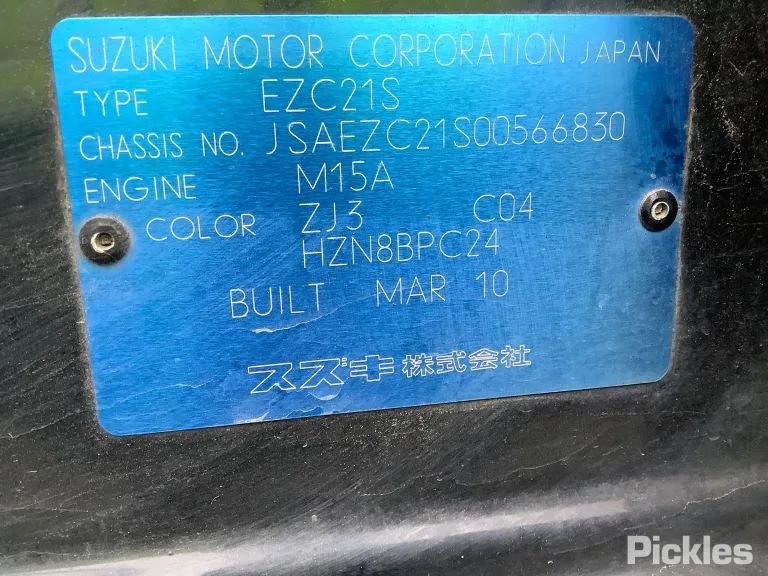 SUZUKI MOTOR CORPORATION JAPAN
TYPE EZC21S
CHASSIS NO. JSAEZC21S00566830
ENGINE M15A
COLOR ZJ3 C04
HZN8BPC24
BUILT MAR 10
スズキ株式会社
Pickles